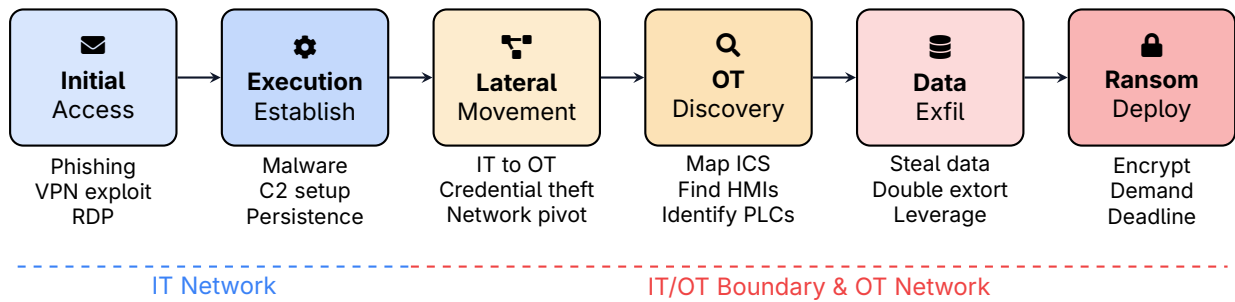 Initial
Access
Execution
Establish
Lateral
Movement
OT
Discovery
Data
Exfil
Ransom
Deploy
Phishing
VPN exploit
RDP
Malware
C2 setup
Persistence
IT to OT
Credential theft
Network pivot
Map ICS
Find HMIs
Identify PLCs
Steal data
Double extort
Leverage
Encrypt
Demand
Deadline
IT Network
IT/OT Boundary & OT Network